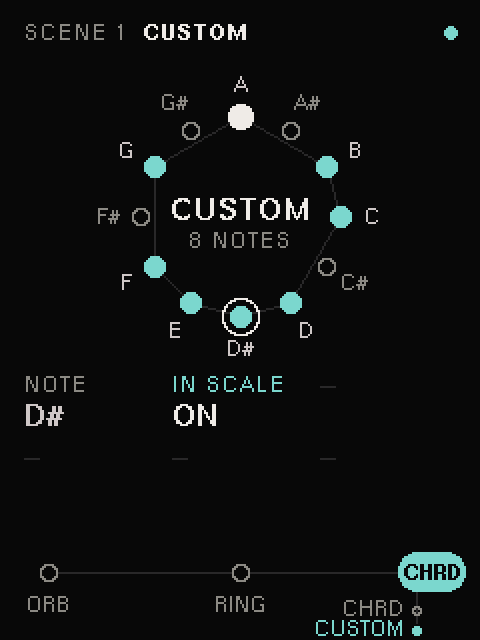 SCENE 1 CUSTOM
A
G# A#
G B
F# CUSTOM C
8 NOTES
F C#
E D
D#
NOTE IN SCALE —
D# ON
— — —
CHRD
ORB RING CHRD
CUSTOM